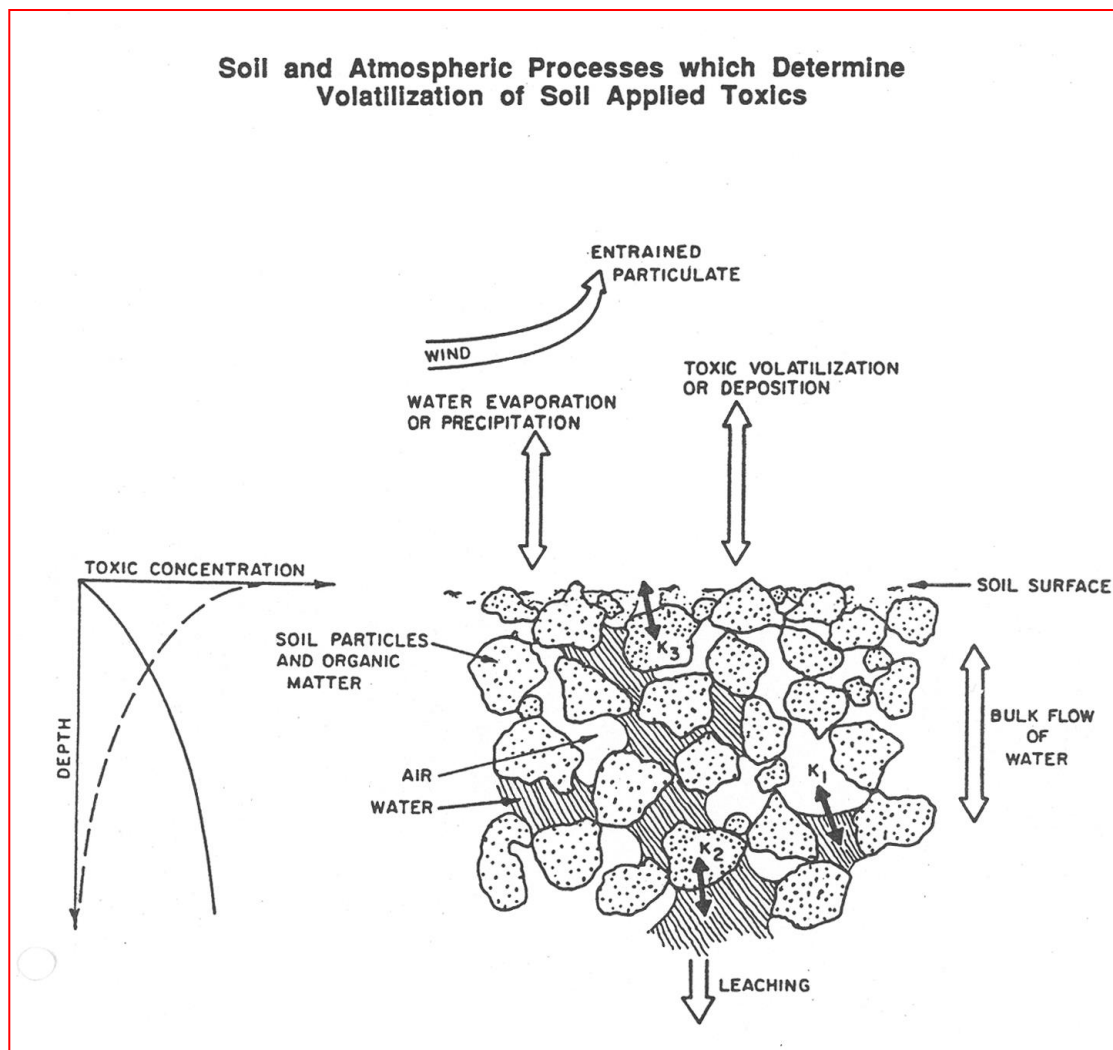 Soil and Atmospheric Processes which Determine
Volatilization of Soil Applied Toxics
ENTRAINED
PARTICULATE
WIND
TOXIC VOLATILIZATION
OR DEPOSITION
WATER EVAPORATION
OR PRECIPITATION
TOXIC CONCENTRATION
SOIL SURFACE
SOIL PARTICLES
AND ORGANIC
MATTER
K3
DEPTH
BULK FLOW
OF
WATER
AIR
K1
WATER
K2
LEACHING